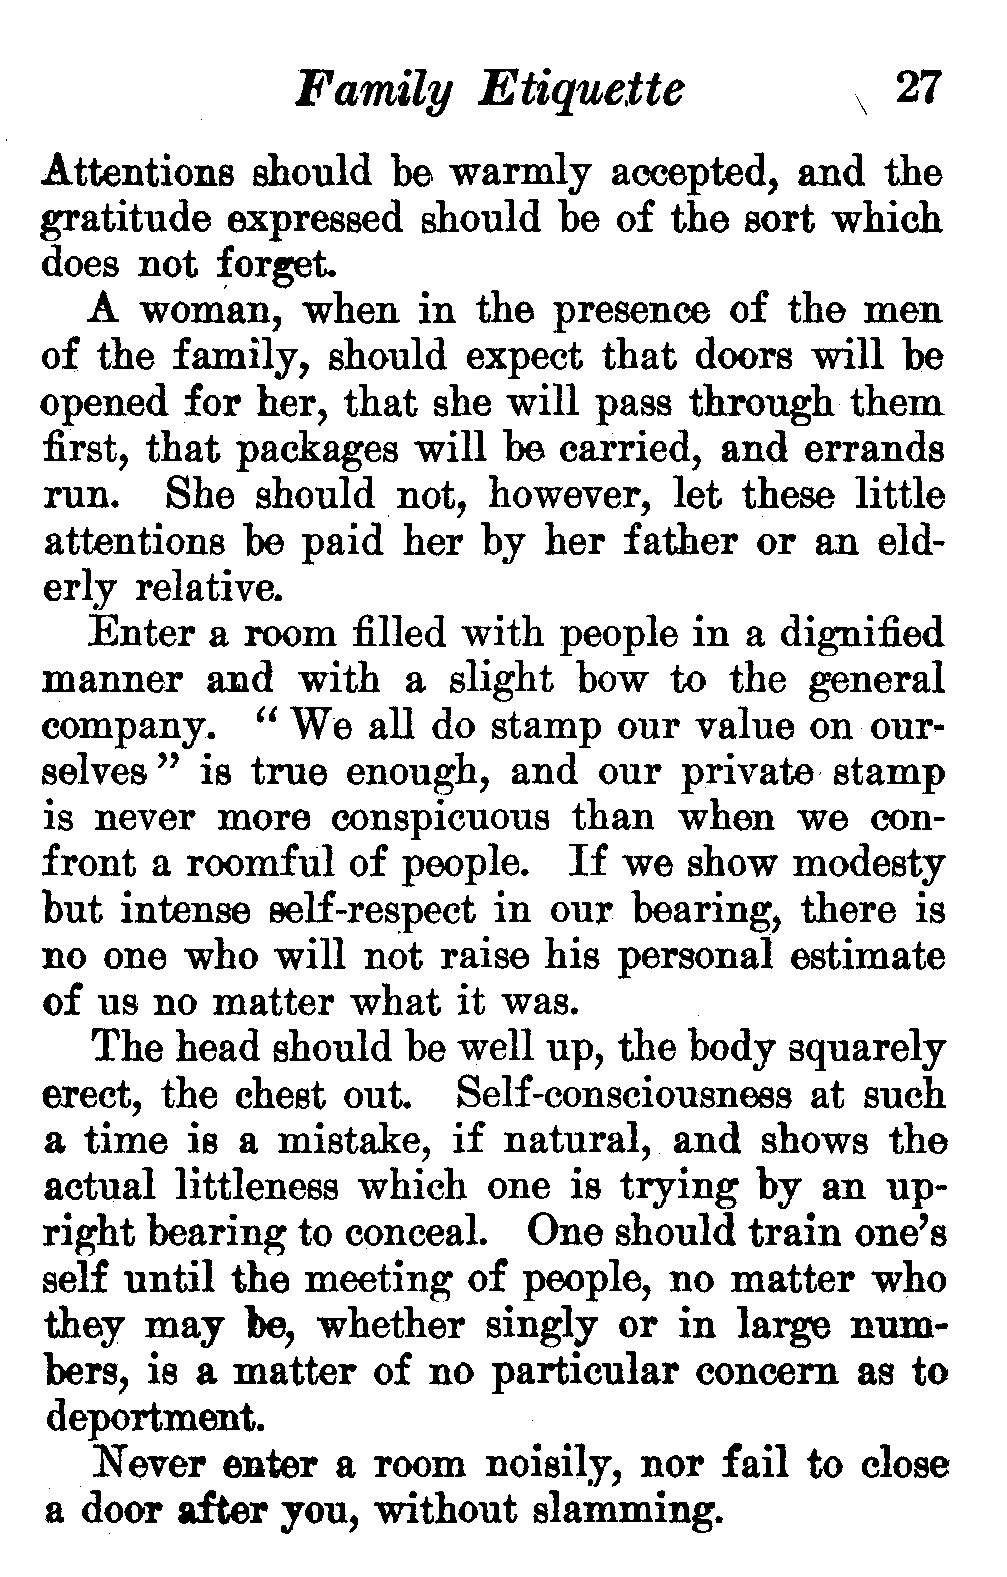 Family Etiquette 27
Attentions should be warmly accepted, and the
gratitude expressed should be of the sort which
does not forget.
A woman, when in the presence of the men
of the family, should expect that doors will be
opened for her, that she will pass through them
first, that packages will be carried, and errands
run. She should not, however, let these little
attentions be paid her by her father or an eld-
erly relative.
Enter a room filled with people in a dignified
manner and with a slight bow to the general
company. “ We all do stamp our value on our-
selves ” is true enough, and our private stamp
is never more conspicuous than when we con-
front a roomful of people. If we show modesty
but intense self-respect in our bearing, there is
no one who will not raise his personal estimate
of us no matter what it was.
The head should be well up, the body squarely
erect, the chest out. Self-consciousness at such
a time is a mistake, if natural, and shows the
actual littleness which one is trying by an up-
right bearing to conceal. One should train one’s
self until the meeting of people, no matter who
they may be, whether singly or in large num-
bers, is a matter of no particular concern as to
deportment.
Never enter a room noisily, nor fail to close
a door after you, without slamming.